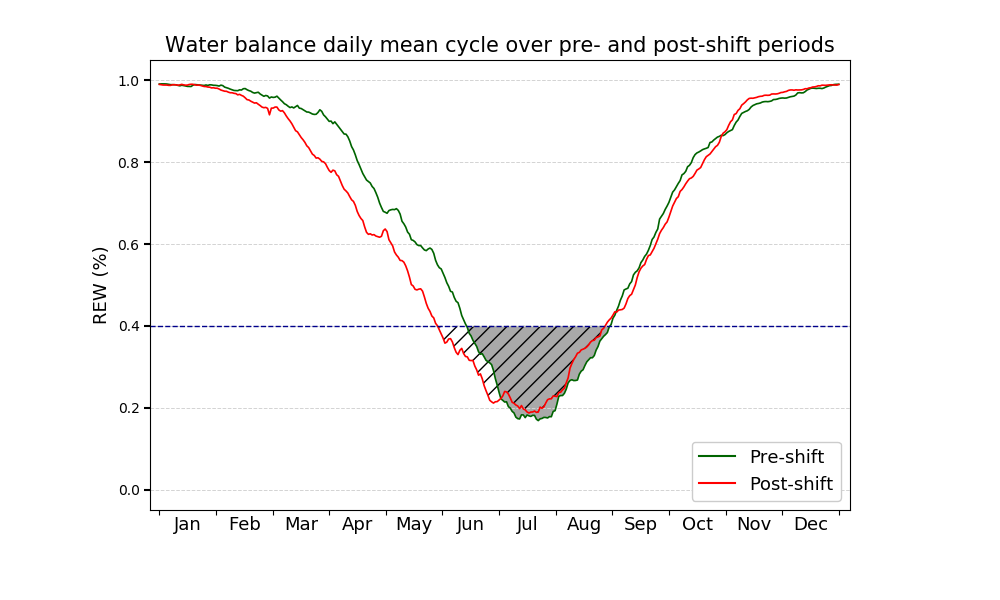 Water balance daily mean cycle over pre- and post-shift periods
REW (%)
1.0
0.8
0.6
0.4
0.2
0.0
Jan Feb Mar Apr May Jun Jul Aug Sep Oct Nov Dec
Pre-shift
Post-shift